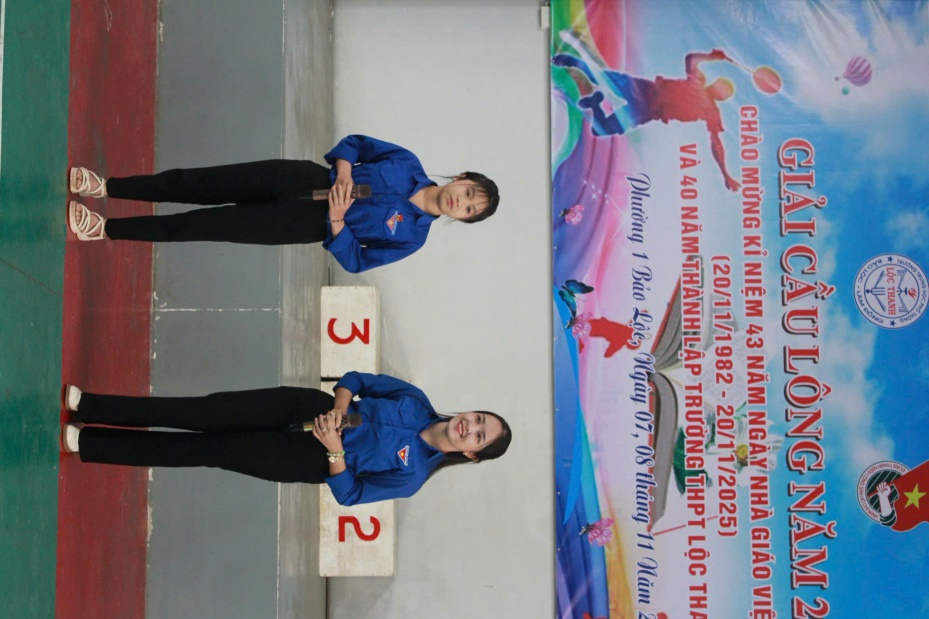 GIẢI CẦU LÔNG NĂM 2
CHÀO MỪNG KỈ NIỆM 43 NĂM NGÀY NHÀ GIÁO VIỆ
(20/11/1982 - 20/11/2025)
VÀ 40 NĂM THÀNH LẬP TRƯỜNG THPT LỘC THA
Phường 1 Bảo Lộc, Ngày 07, 08 tháng 11 Năm 2
LỘC THANH
3
2